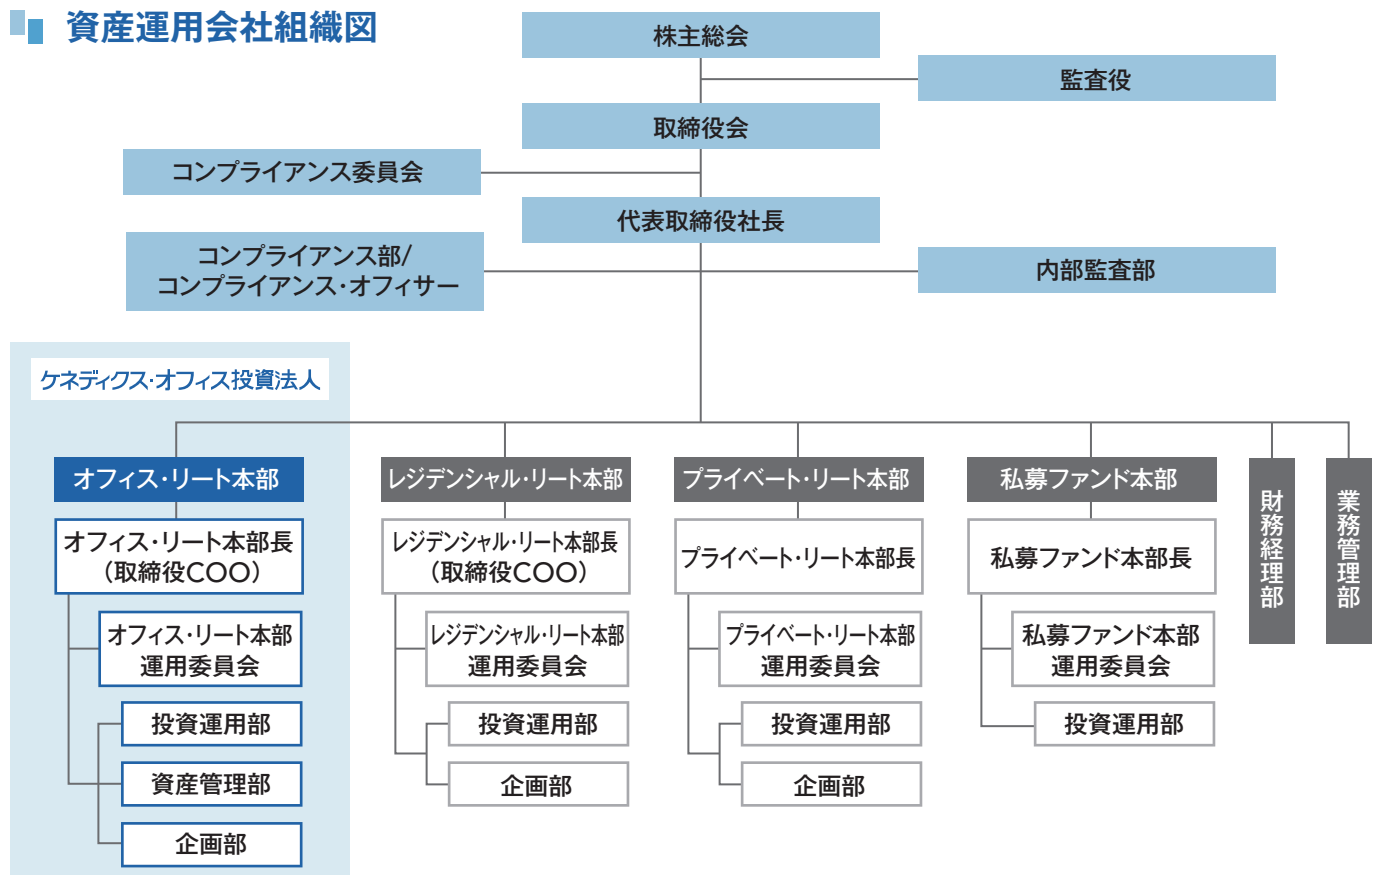 資産運用会社組織図
株主総会
監査役
取締役会
コンプライアンス委員会
代表取締役社長
コンプライアンス部/
コンプライアンス・オフィサー
内部監査部
ケネディクス・オフィス投資法人
オフィス・リート本部
オフィス・リート本部長
（取締役COO）
オフィス・リート本部
運用委員会
投資運用部
資産管理部
企画部
レジデンシャル・リート本部
レジデンシャル・リート本部長
（取締役COO）
レジデンシャル・リート本部
運用委員会
投資運用部
企画部
プライベート・リート本部
プライベート・リート本部長
プライベート・リート本部
運用委員会
投資運用部
企画部
私募ファンド本部
私募ファンド本部長
私募ファンド本部
運用委員会
投資運用部
財務経理部
業務管理部